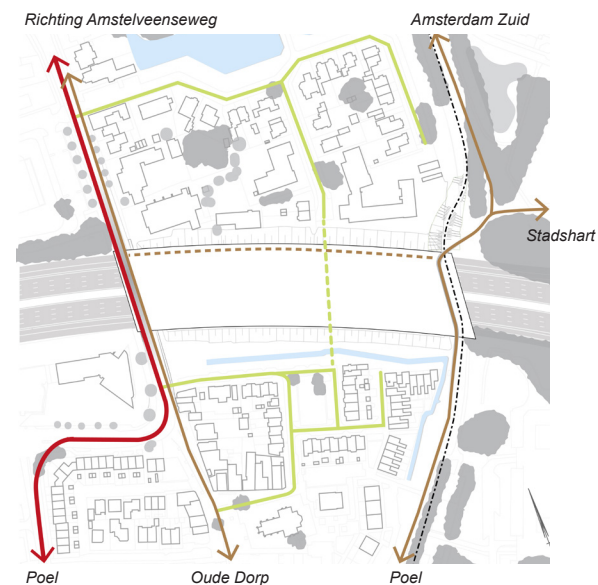 Richting Amstelveenseweg
Amsterdam Zuid
Stadshart
Poel
Oude Dorp
Poel